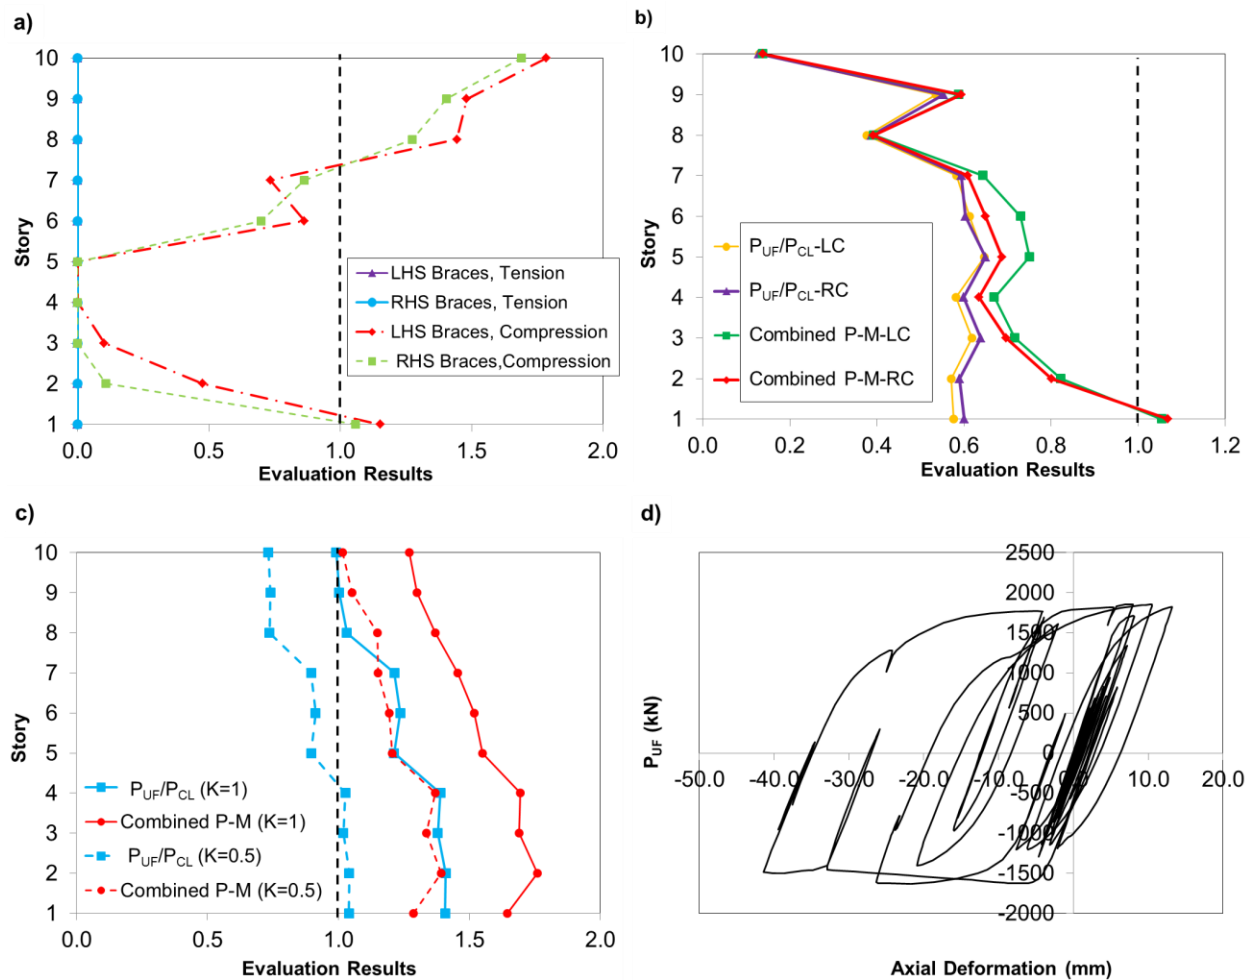 a)
10
9
8
7
6
5
4
3
2
1
Story
LHS Braces, Tension
RHS Braces, Tension
LHS Braces, Compression
RHS Braces,Compression
0.0 0.5 1.0 1.5 2.0
Evaluation Results
b)
10
9
8
7
6
5
4
3
2
1
Story
PUF/PCL-LC
PUF/PCL-RC
Combined P-M-LC
Combined P-M-RC
0.0 0.2 0.4 0.6 0.8 1.0 1.2
Evaluation Results
c)
10
9
8
7
6
5
4
3
2
1
Story
PUF/PCL (K=1)
Combined P-M (K=1)
PUF/PCL (K=0.5)
Combined P-M (K=0.5)
0.0 0.5 1.0 1.5 2.0
Evaluation Results
d)
2500
2000
1500
1000
500
0
-50.0 -40.0 -30.0 -20.0 -10.0 0.0 10.0 20.0
-500
-1000
-1500
-2000
PUF (kN)
Axial Deformation (mm)